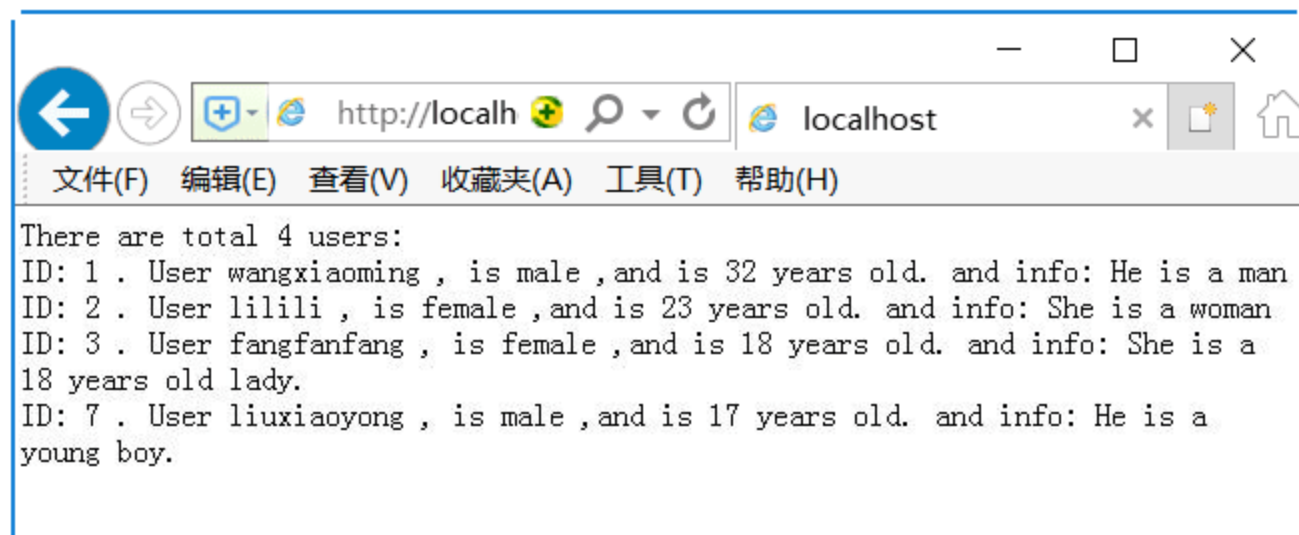 http://localh
localhost
文件(F) 编辑(E) 查看(V) 收藏夹(A) 工具(T) 帮助(H)
There are total 4 users:
ID: 1 . User wangxiaoming , is male ,and is 32 years old. and info: He is a man
ID: 2 . User lilili , is female ,and is 23 years old. and info: She is a woman
ID: 3 . User fangfanfang , is female ,and is 18 years old. and info: She is a
18 years old lady.
ID: 7 . User liuxiaoyong , is male ,and is 17 years old. and info: He is a
young boy.